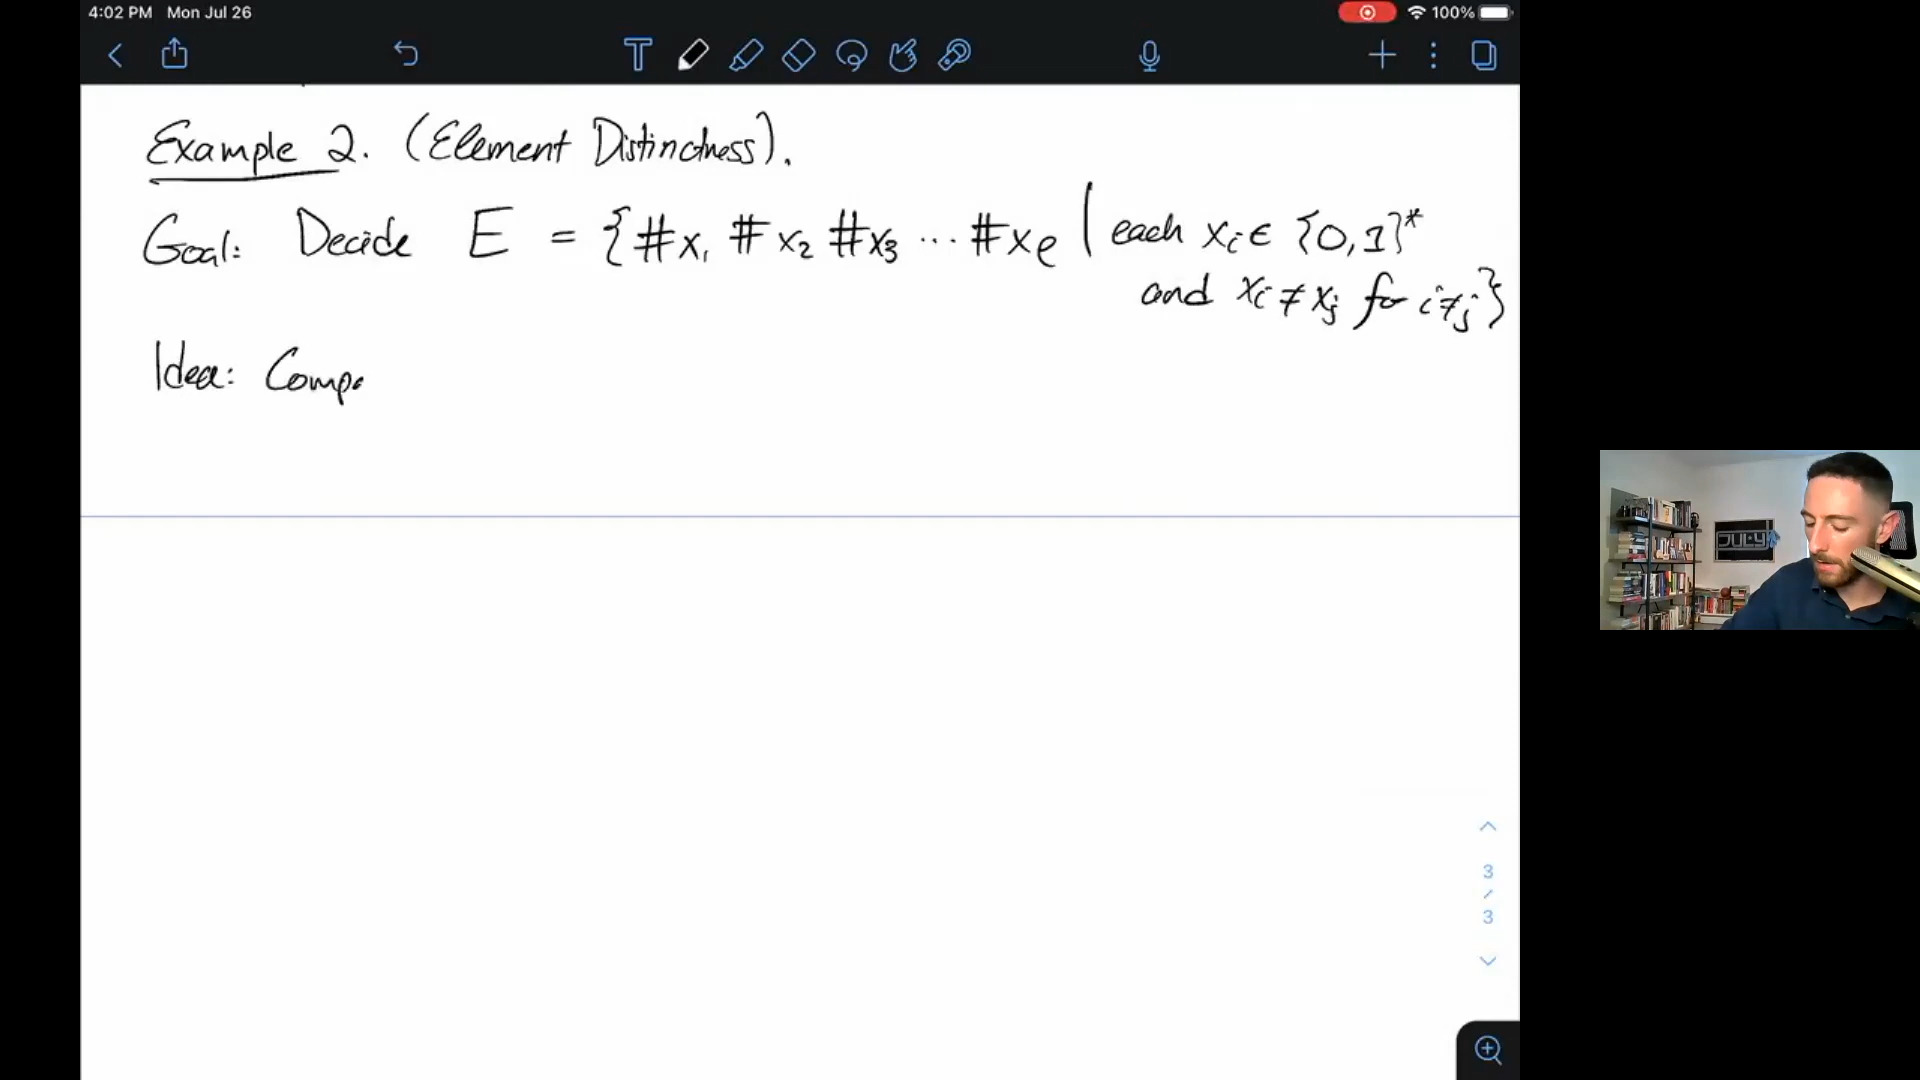 4:02 PM Mon Jul 26
100%
Example 2. (Element Distinctness).
Goal: Decide E = {#x₁ #x₂ #x₃ ... #xℓ | each xᵢ ∈ {0,1}*
and xᵢ ≠ xⱼ for i≠j}
Idea: Compa
JULY
3
/
3